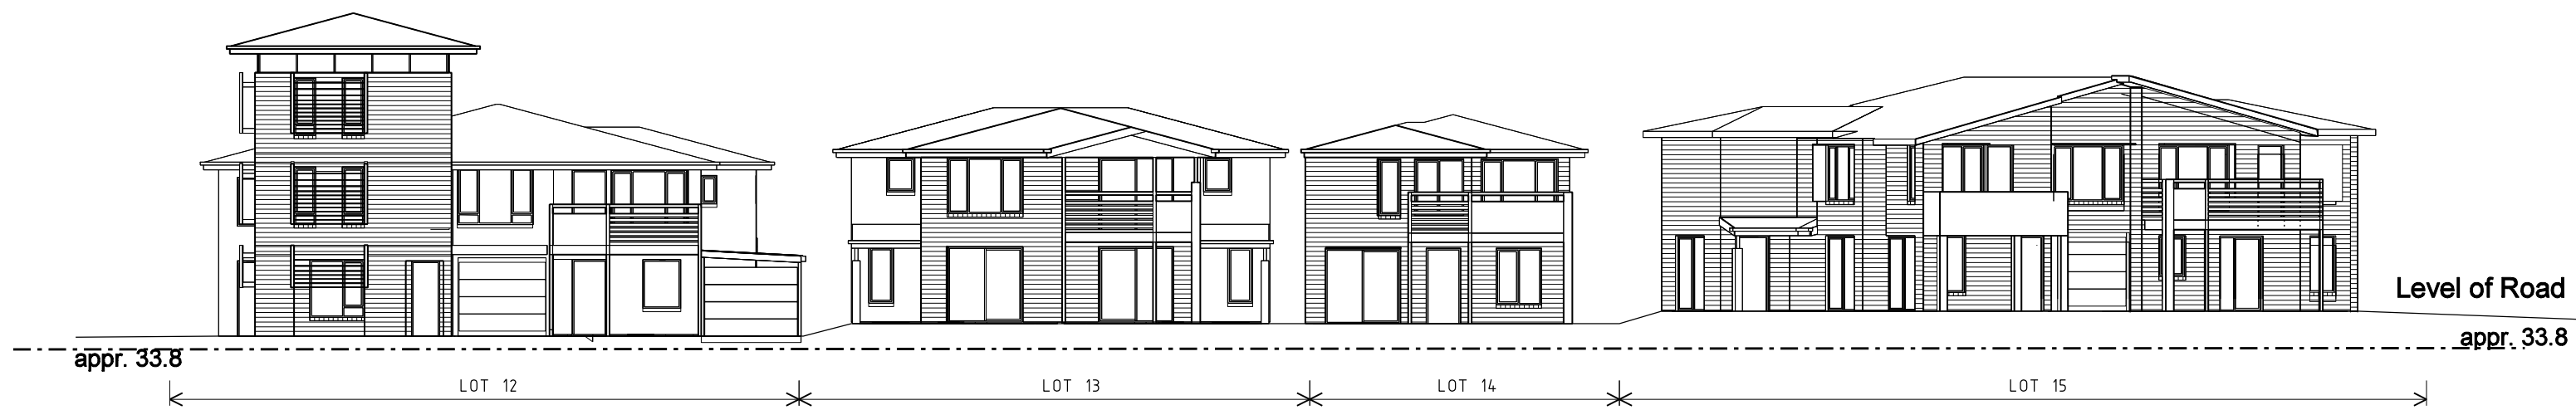 Level of Road
appr. 33.8
appr. 33.8
LOT 12
LOT 13
LOT 14
LOT 15